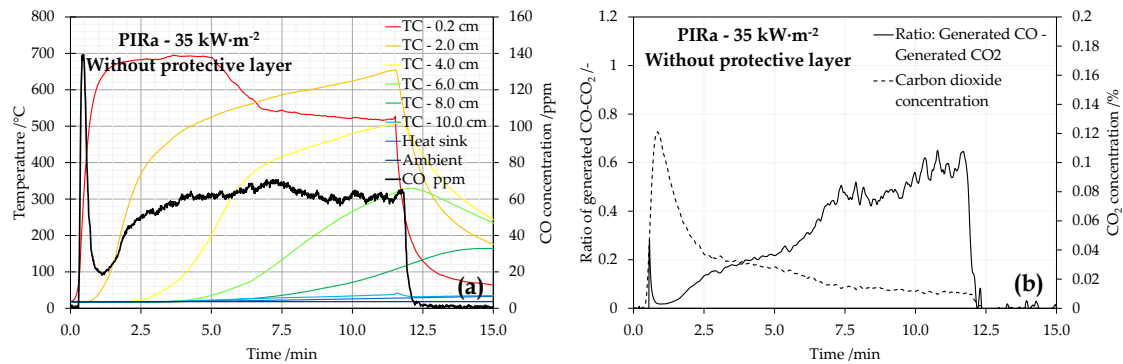 PIRa - 35 kW·m-2
Without protective layer
800
700
600
500
400
300
200
100
0
Temperature /°C
160
140
120
100
80
60
40
20
0
CO concentration /ppm
TC - 0.2 cm
TC - 2.0 cm
TC - 4.0 cm
TC - 6.0 cm
TC - 8.0 cm
TC - 10.0 cm
Heat sink
Ambient
CO ppm
(a)
0.0 2.5 5.0 7.5 10.0 12.5 15.0
Time /min
PIRa - 35 kW·m-2
Without protective layer
1.2
1
0.8
0.6
0.4
0.2
0
Ratio of generated CO-CO2 /-
0.2
0.18
0.16
0.14
0.12
0.1
0.08
0.06
0.04
0.02
0
CO2 concentration /%
Ratio: Generated CO -
Generated CO2
Carbon dioxide
concentration
(b)
0.0 2.5 5.0 7.5 10.0 12.5 15.0
Time /min